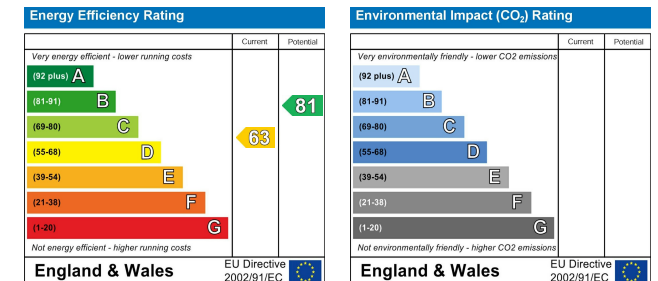 Energy Efficiency Rating
Current Potential
Very energy efficient - lower running costs
(92 plus) A
(81-91) B
(69-80) C
(55-68) D
(39-54) E
(21-38) F
(1-20) G
63
81
Not energy efficient - higher running costs
England & Wales
EU Directive
2002/91/EC
Environmental Impact (CO₂) Rating
Current Potential
Very environmentally friendly - lower CO2 emissions
(92 plus) A
(81-91) B
(69-80) C
(55-68) D
(39-54) E
(21-38) F
(1-20) G
Not environmentally friendly - higher CO2 emissions
England & Wales
EU Directive
2002/91/EC